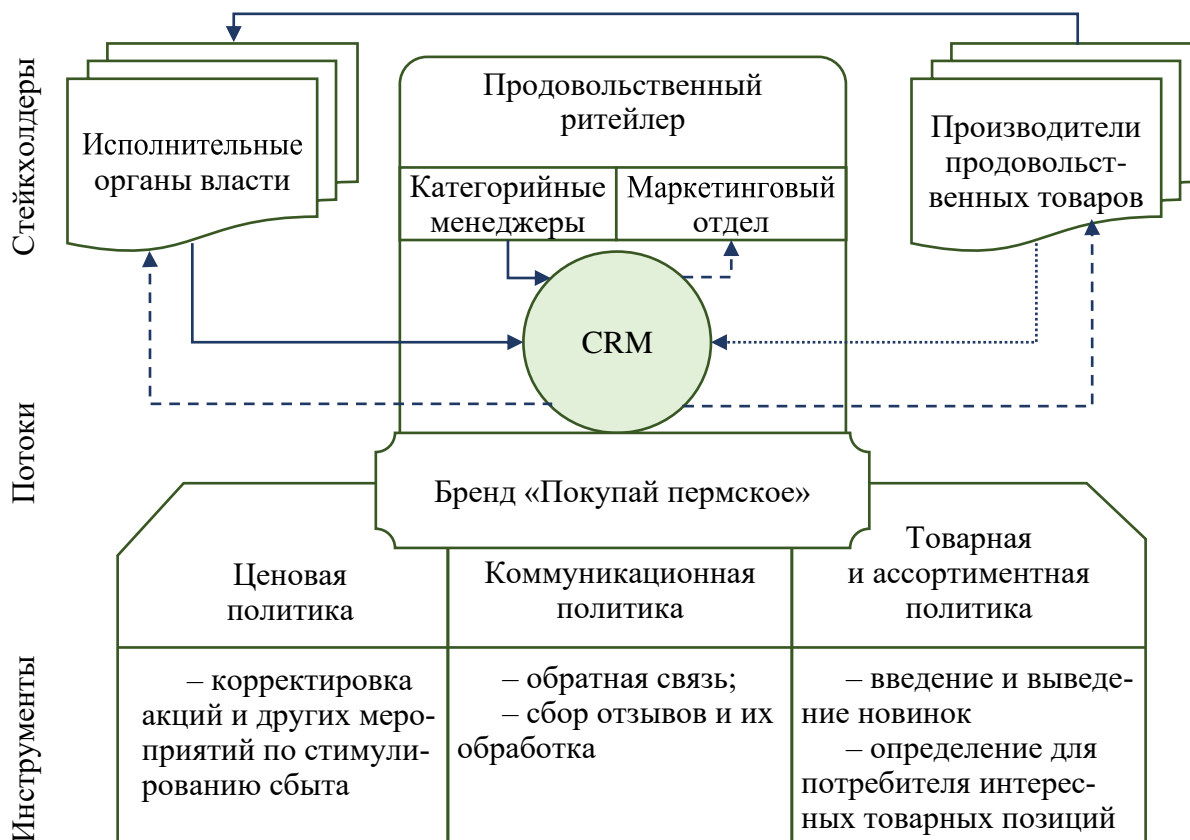 Стейкхолдеры
Исполнительные
органы власти
Продовольственный
ритейлер
Категорийные
менеджеры
Маркетинговый
отдел
Производители
продовольст-
венных товаров
CRM
Потоки
Бренд «Покупай пермское»
Ценовая
политика
Коммуникационная
политика
Товарная
и ассортиментная
политика
Инструменты
– корректировка
акций и других меро-
приятий по стимули-
рованию сбыта
– обратная связь;
– сбор отзывов и их
обработка
– введение и выведе-
ние новинок
– определение для
потребителя интерес-
ных товарных позиций